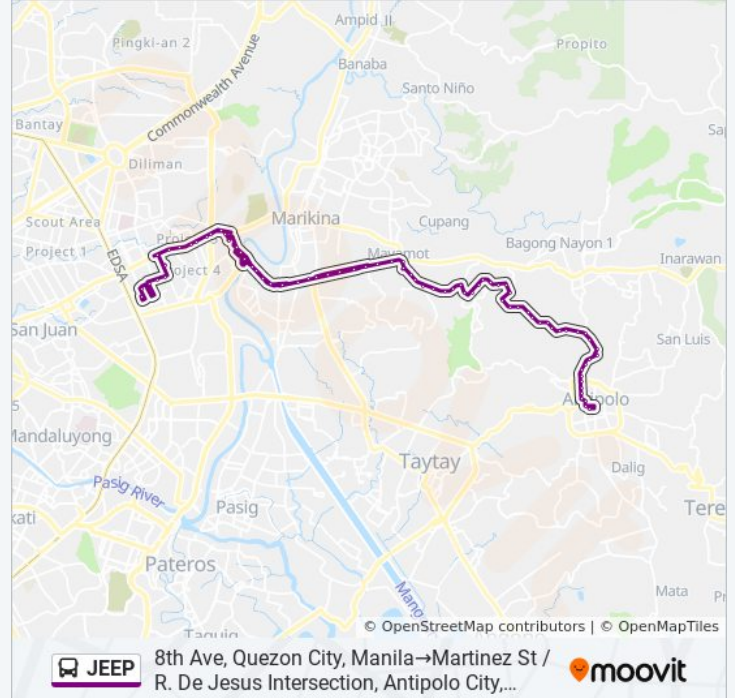 Ampid II
Pingki-an 2
Propito
Banaba
Commonwealth Avenue
Santo Niño
Bantay
Diliman
Scout Area
Marikina
Cupang
Project 1
EDSA
Bagong Nayon 1
Mayamot
Inarawan
oject 4
San Juan
San Luis
Antipolo
Mandaluyong
Taytay
Dalig
Pasig River
Pasig
Tere
kati
Pateros
Mata
Taguig
© OpenStreetMap contributors | © OpenMapTiles
JEEP
8th Ave, Quezon City, Manila→Martinez St /
R. De Jesus Intersection, Antipolo City,...
moovit